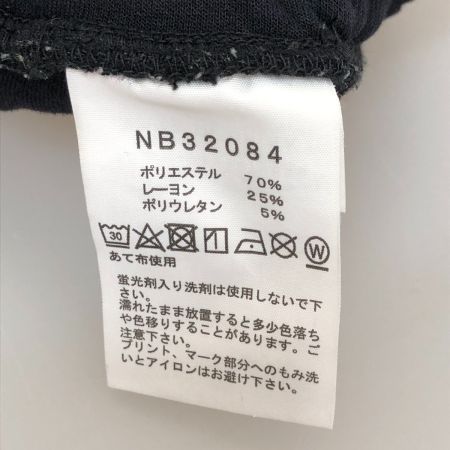 NB32084
ポリエステル 70%
レーヨン 25%
ポリウレタン 5%
30 W
あて布使用
蛍光剤入り洗剤は使用しないで下
さい。
濡れたまま放置すると多少色落ち
や色移りすることがあります。ご
注意下さい。
プリント、マーク部分へのもみ洗
いとアイロンはお避け下さい。